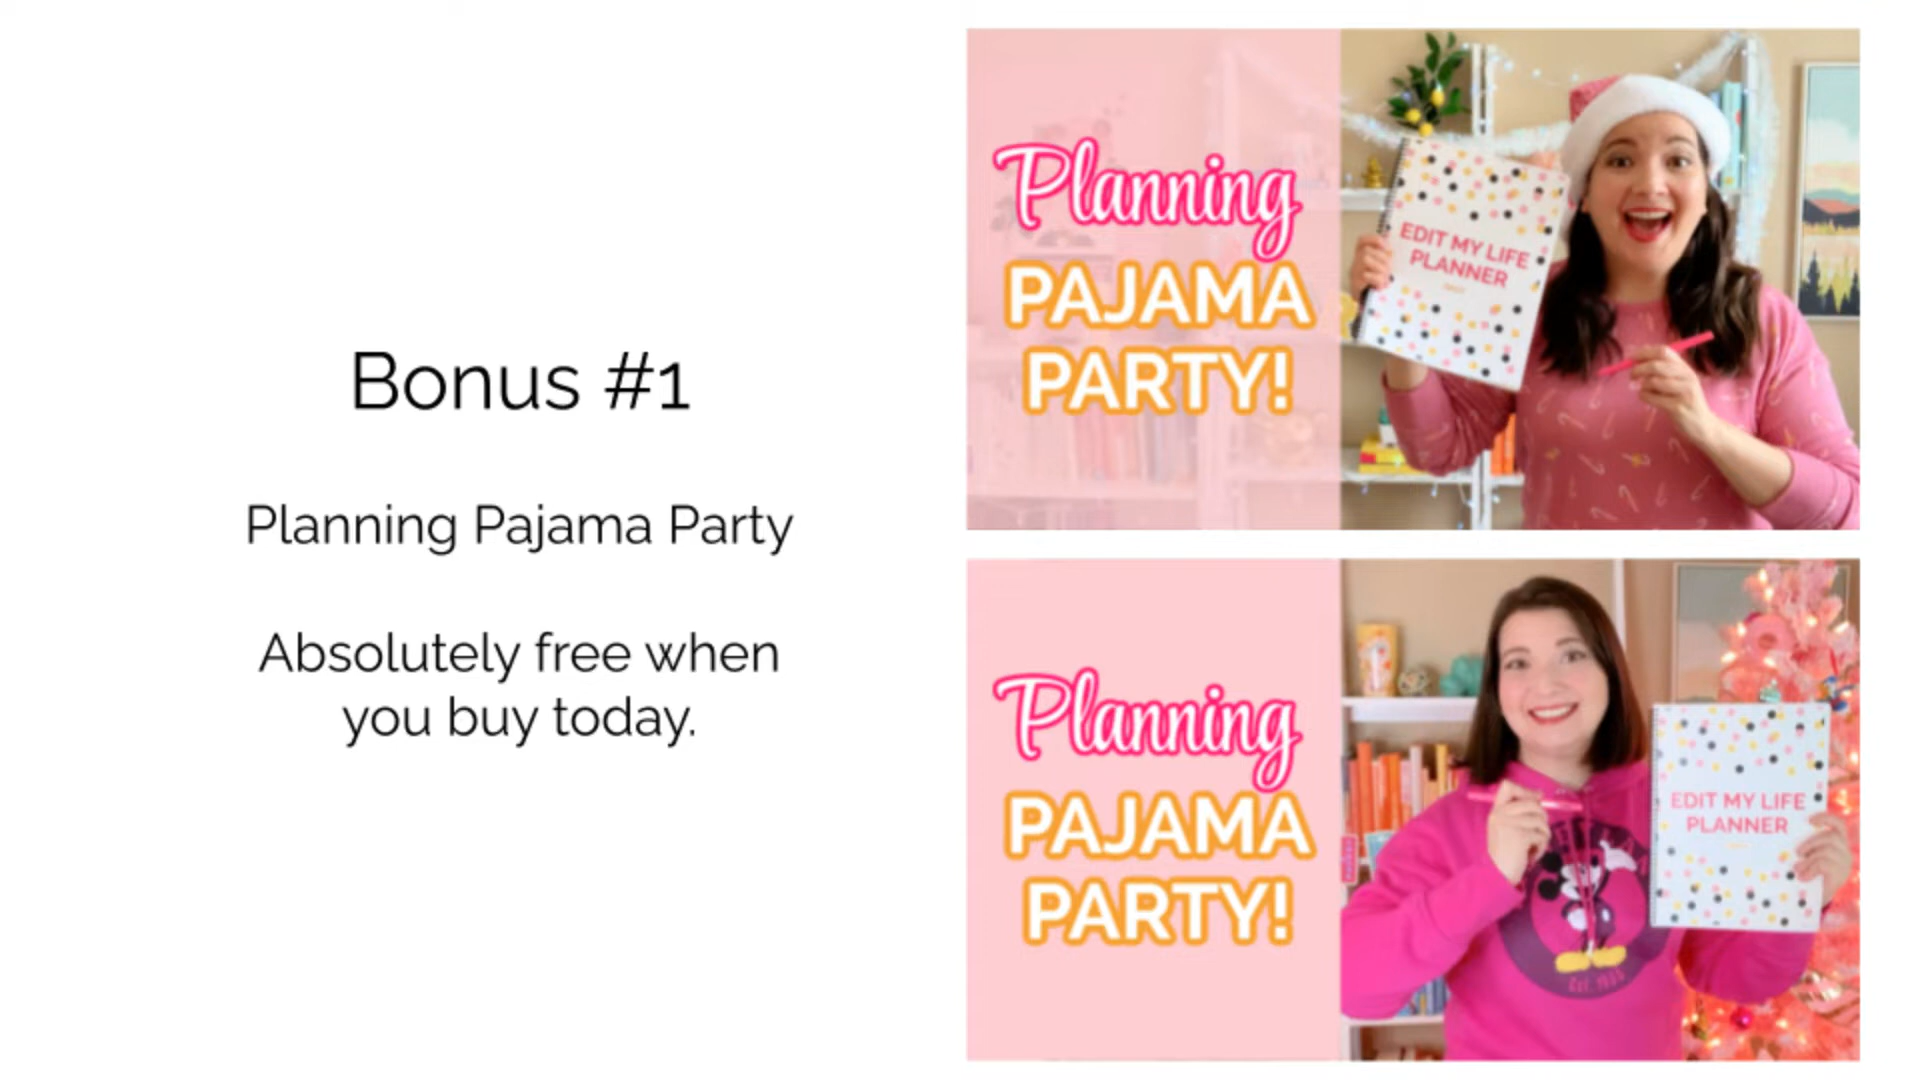 Bonus #1
Planning Pajama Party
Absolutely free when
you buy today.
Planning
PAJAMA
PARTY!
EDIT MY LIFE
PLANNER
Planning
PAJAMA
PARTY!
EDIT MY LIFE
PLANNER